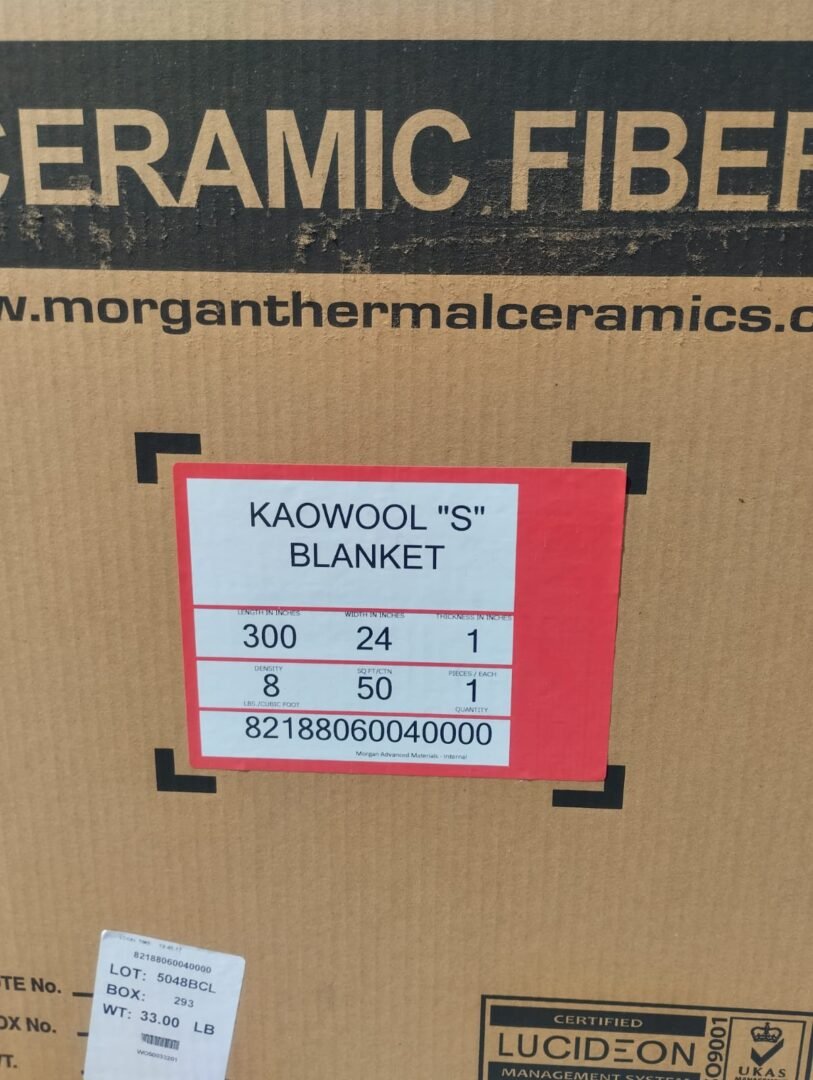 CERAMIC FIBER
w.morganthermalceramics.c
KAOWOOL "S"
BLANKET
LENGTH IN INCHES WIDTH IN INCHES THICKNESS IN INCHES
300 24 1
DENSITY SQ FT/CTN PIECES / EACH
8 50 1
LBS./CUBIC FOOT QUANTITY
82188060040000
Morgan Advanced Materials - Internal
82188060040000
LOT: 5048BCL
BOX: 293
WT: 33.00 LB
TE No.
OX No.
T.
CERTIFIED
LUCIDEON
MANAGEMENT SYSTEM
O9001
UKAS